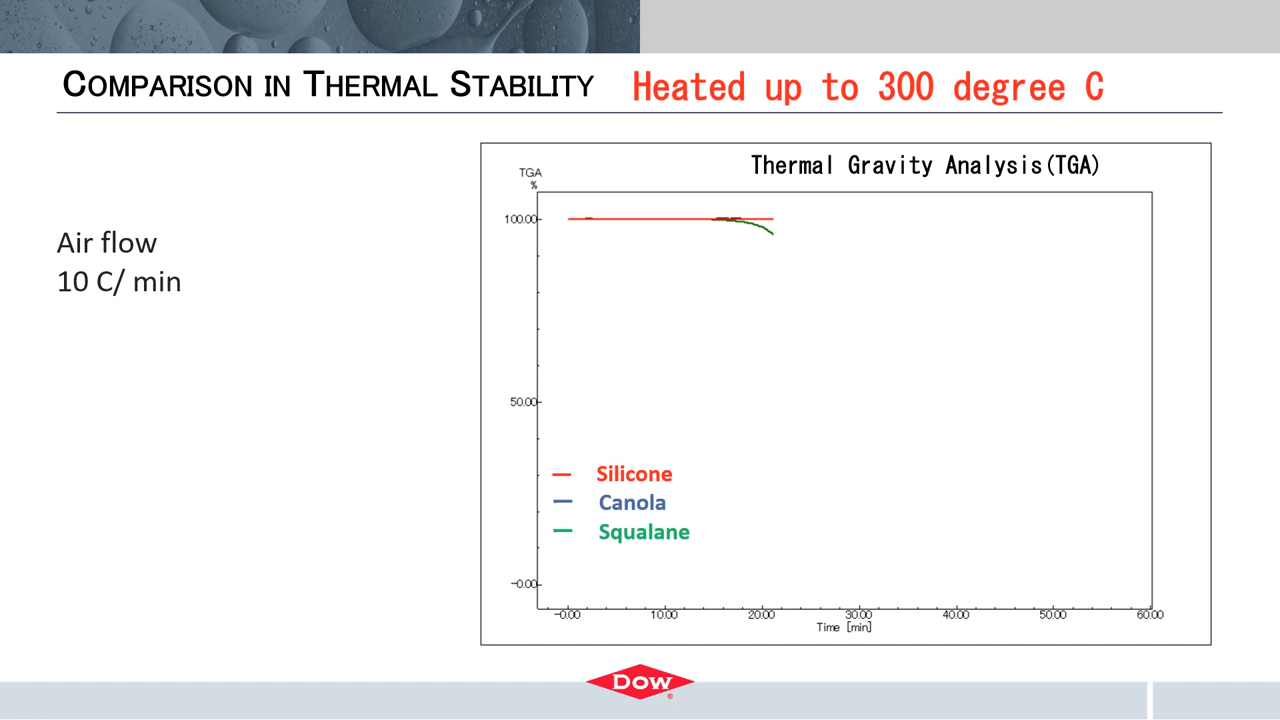 COMPARISON IN THERMAL STABILITY Heated up to 300 degree C
Air flow
10 C/ min
Thermal Gravity Analysis(TGA)
TGA
%
100.00
50.00
-0.00
Silicone
Canola
Squalane
-0.00 10.00 20.00 30.00 40.00 50.00 60.00
Time [min]
DOW®